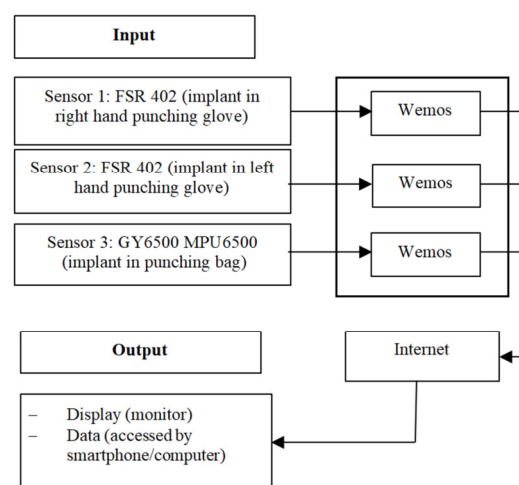 Input
Sensor 1: FSR 402 (implant in
right hand punching glove)
Wemos
Sensor 2: FSR 402 (implant in left
hand punching glove)
Wemos
Sensor 3: GY6500 MPU6500
(implant in punching bag)
Wemos
Output
Internet
– Display (monitor)
– Data (accessed by
smartphone/computer)